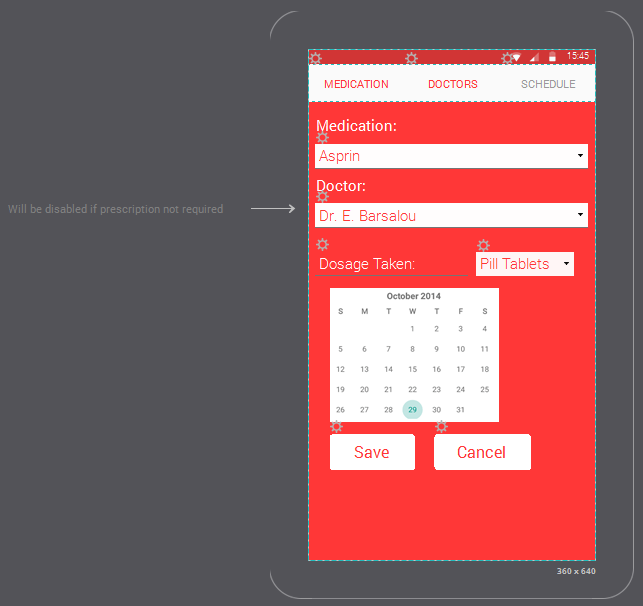 15:45
MEDICATION DOCTORS SCHEDULE
Medication:
Asprin
Doctor:
Will be disabled if prescription not required
Dr. E. Barsalou
Dosage Taken: Pill Tablets
October 2014
S M T W T F S
1 2 3 4
5 6 7 8 9 10 11
12 13 14 15 16 17 18
19 20 21 22 23 24 25
26 27 28 29 30 31
Save Cancel
360 x 640